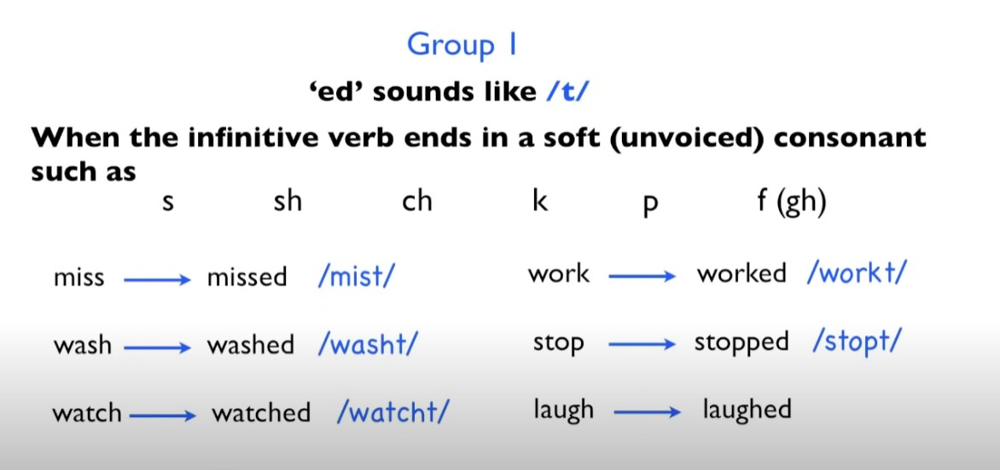 Group 1
‘ed’ sounds like /t/
When the infinitive verb ends in a soft (unvoiced) consonant
such as
s sh ch k p f (gh)
miss missed /mist/ work worked /workt/
wash washed /washt/ stop stopped /stopt/
watch watched /watcht/ laugh laughed